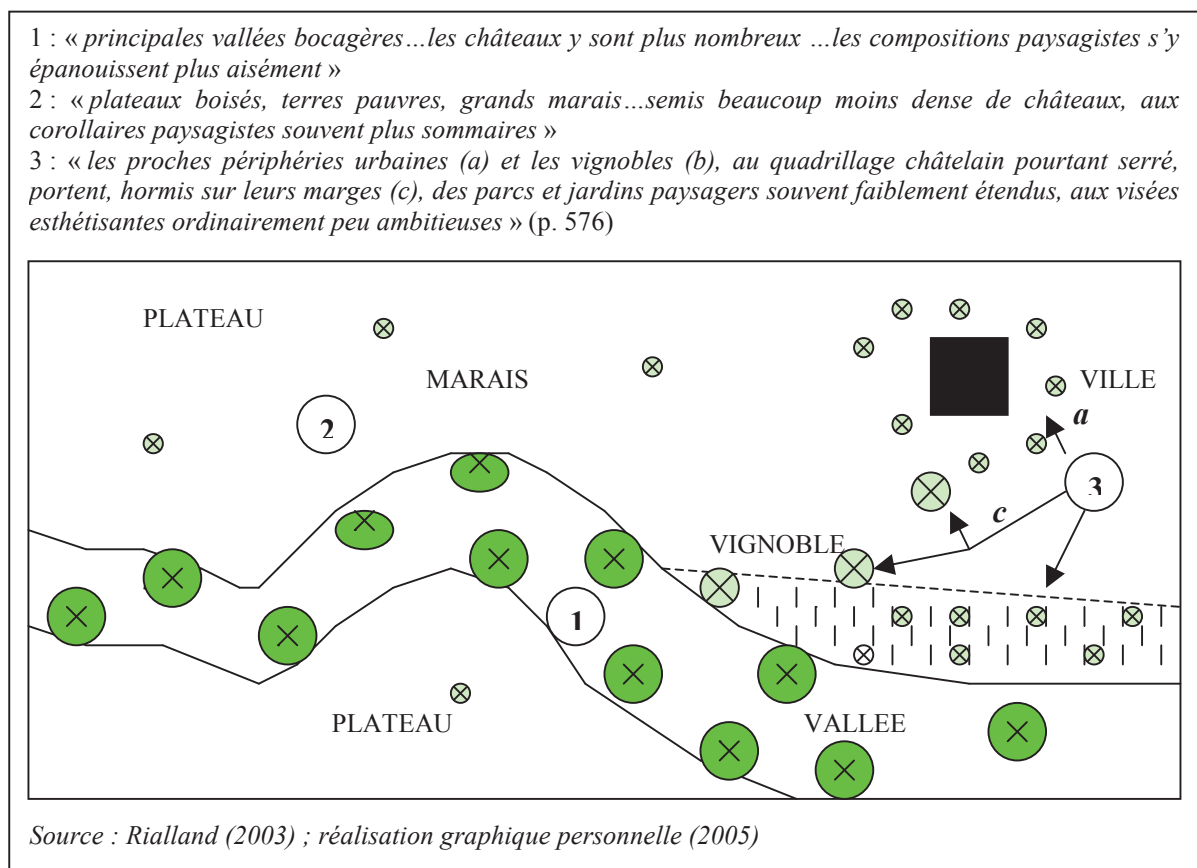 1 : « principales vallées bocagères…les châteaux y sont plus nombreux …les compositions paysagistes s’y
épanouissent plus aisément »
2 : « plateaux boisés, terres pauvres, grands marais…semis beaucoup moins dense de châteaux, aux
corollaires paysagistes souvent plus sommaires »
3 : « les proches périphéries urbaines (a) et les vignobles (b), au quadrillage châtelain pourtant serré,
portent, hormis sur leurs marges (c), des parcs et jardins paysagers souvent faiblement étendus, aux visées
esthétisantes ordinairement peu ambitieuses » (p. 576)
PLATEAU
MARAIS
VILLE
2
a
3
c
VIGNOBLE
1
PLATEAU
VALLEE
Source : Rialland (2003) ; réalisation graphique personnelle (2005)